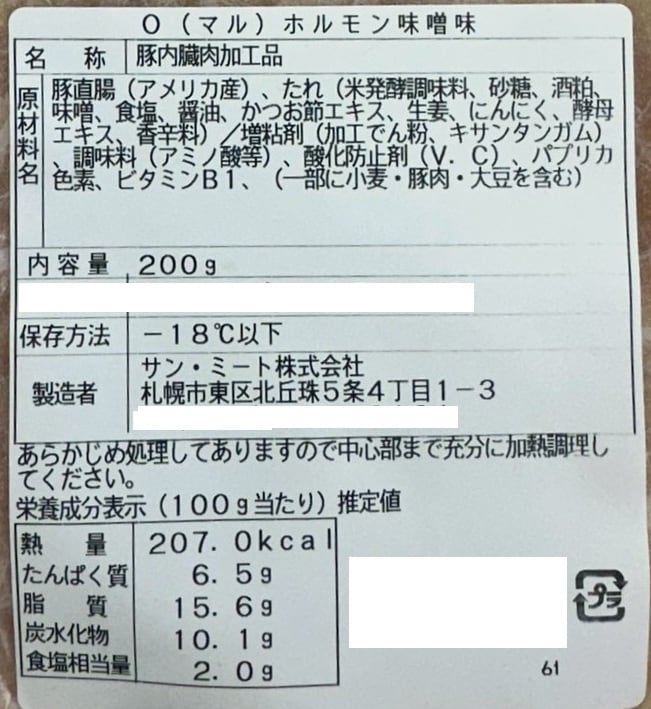 O（マル）ホルモン味噌味
名称 豚内臓肉加工品
原材料名 豚直腸（アメリカ産）、たれ（米発酵調味料、砂糖、酒粕、
味噌、食塩、醤油、かつお節エキス、生姜、にんにく、酵母
エキス、香辛料）／増粘剤（加工でん粉、キサンタンガム）
、調味料（アミノ酸等）、酸化防止剤（V．C）、パプリカ
色素、ビタミンB1、（一部に小麦・豚肉・大豆を含む）
内容量 200g
保存方法 −18℃以下
製造者 サン・ミート株式会社
札幌市東区北丘珠5条4丁目1−3
あらかじめ処理してありますので中心部まで充分に加熱調理し
てください。
栄養成分表示（100g当たり）推定値
熱量 207.0kcal
たんぱく質 6.5g
脂質 15.6g
炭水化物 10.1g
食塩相当量 2.0g
プラ
61